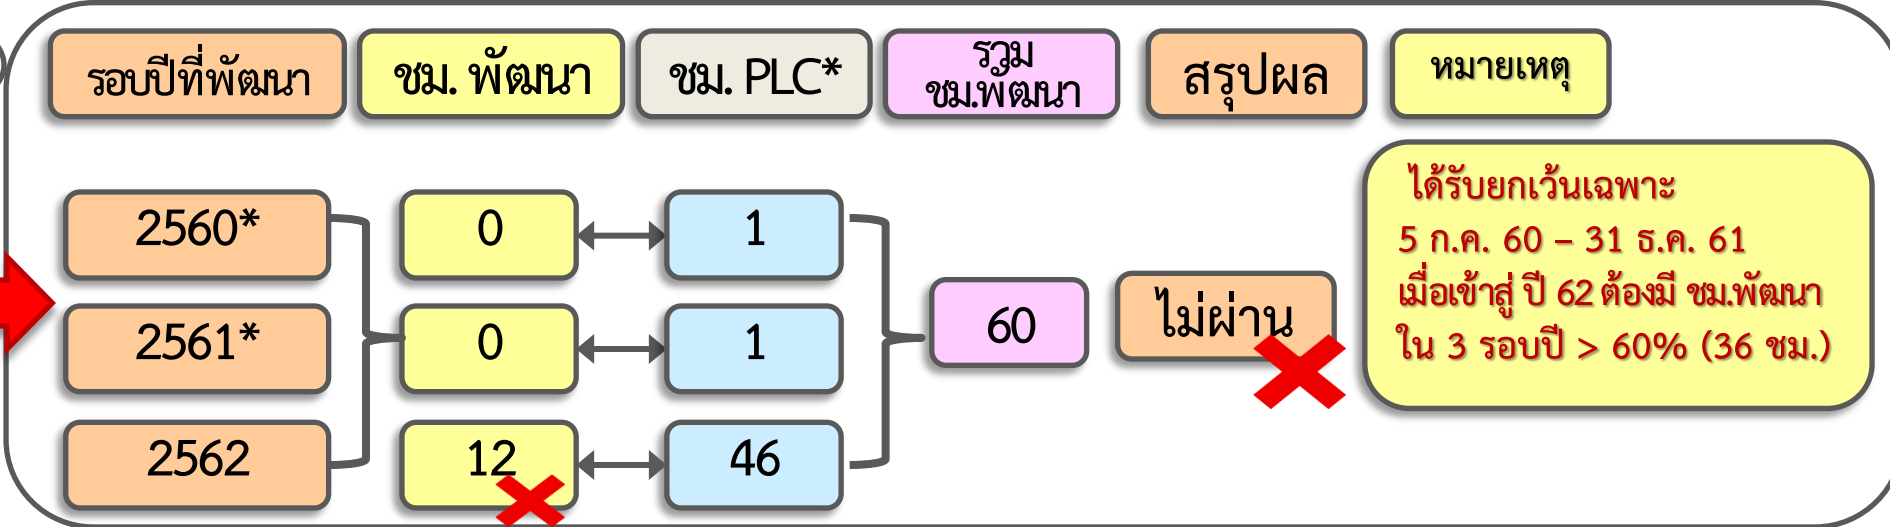 รอบปีที่พัฒนา
ชม. พัฒนา
ชม. PLC*
รวม
ชม.พัฒนา
สรุปผล
หมายเหตุ
2560*
0
1
2561*
0
1
2562
12
46
60
ไม่ผ่าน
ได้รับยกเว้นเฉพาะ
5 ก.ค. 60 – 31 ธ.ค. 61
เมื่อเข้าสู่ ปี 62 ต้องมี ชม.พัฒนา
ใน 3 รอบปี > 60% (36 ชม.)